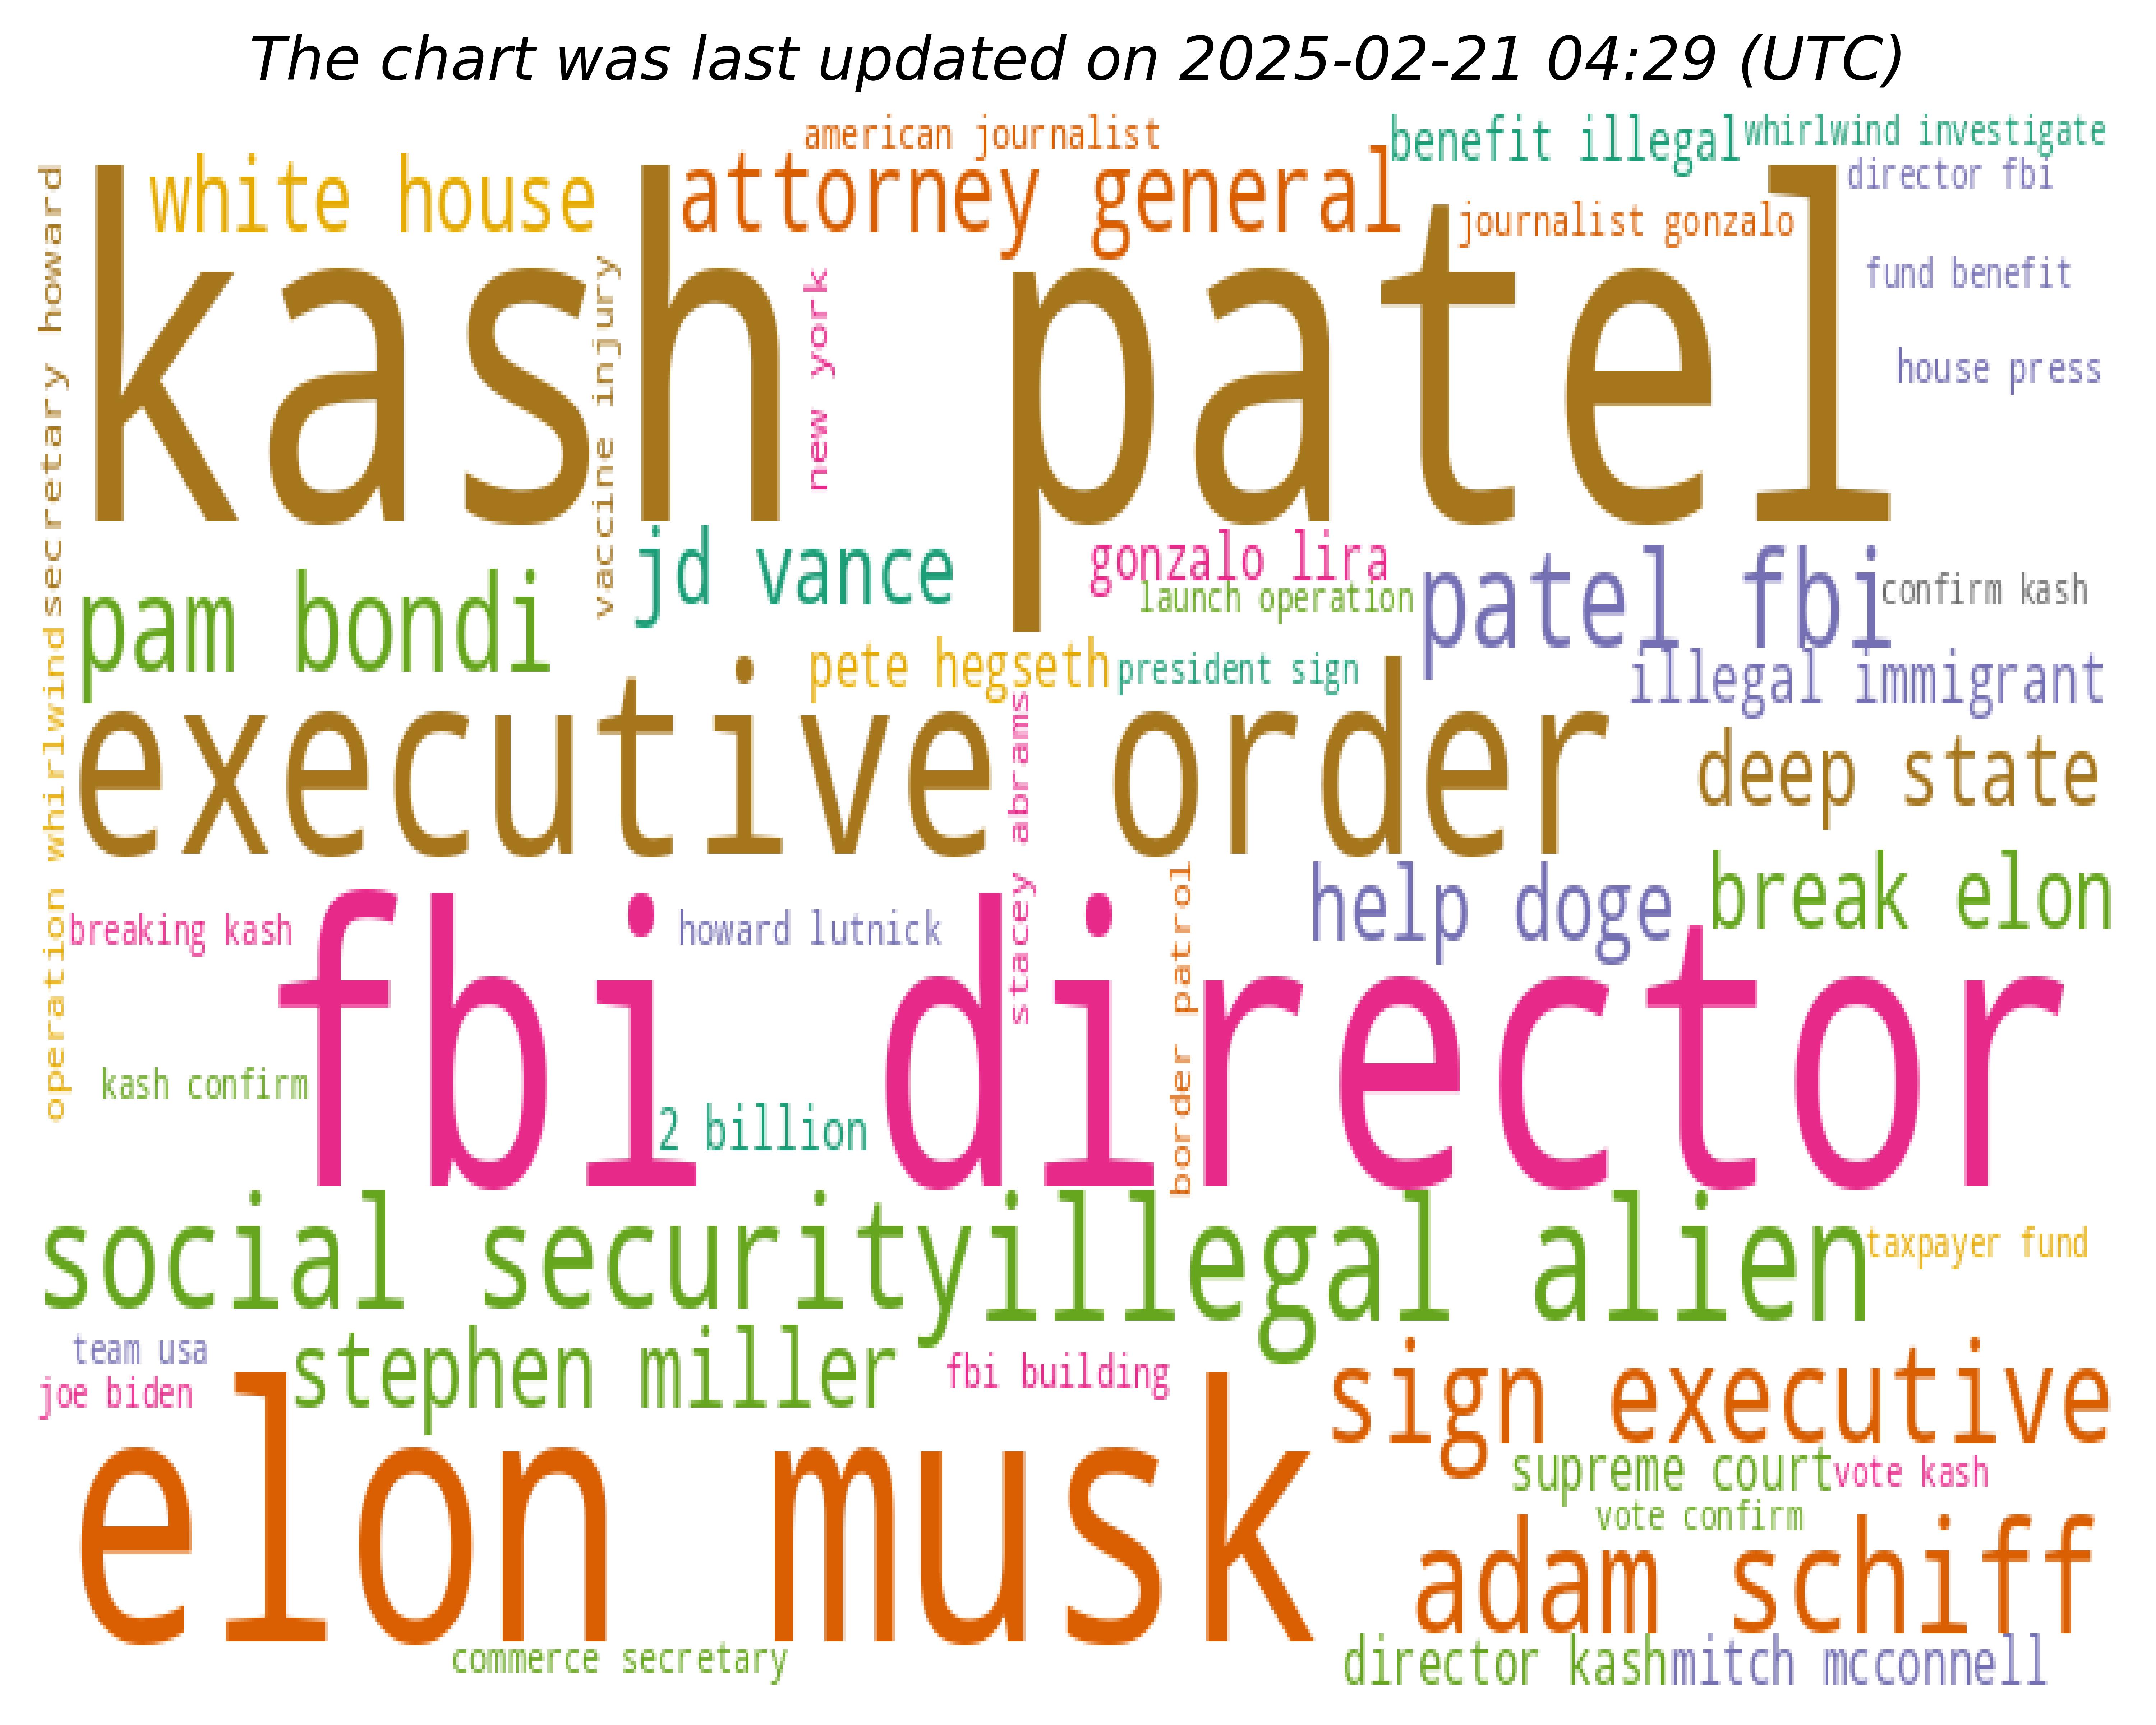 The chart was last updated on 2025-02-21 04:29 (UTC)
american journalist
benefit illegal
whirlwind investigate
white house
attorney general
director fbi
journalist gonzalo
kash patel
fund benefit
house press
secretary howard
vaccine injury
new york
jd vance
gonzalo lira
launch operation
pam bondi
patel fbi
confirm kash
pete hegseth
president sign
illegal immigrant
executive order
deep state
operation whirlwind
stacey abrams
border patrol
help doge
break elon
breaking kash
howard lutnick
fbi director
kash confirm
2 billion
social security
illegal alien
taxpayer fund
team usa
stephen miller
fbi building
joe biden
sign executive
elon musk
supreme court
vote kash
vote confirm
adam schiff
commerce secretary
director kash
mitch mcconnell